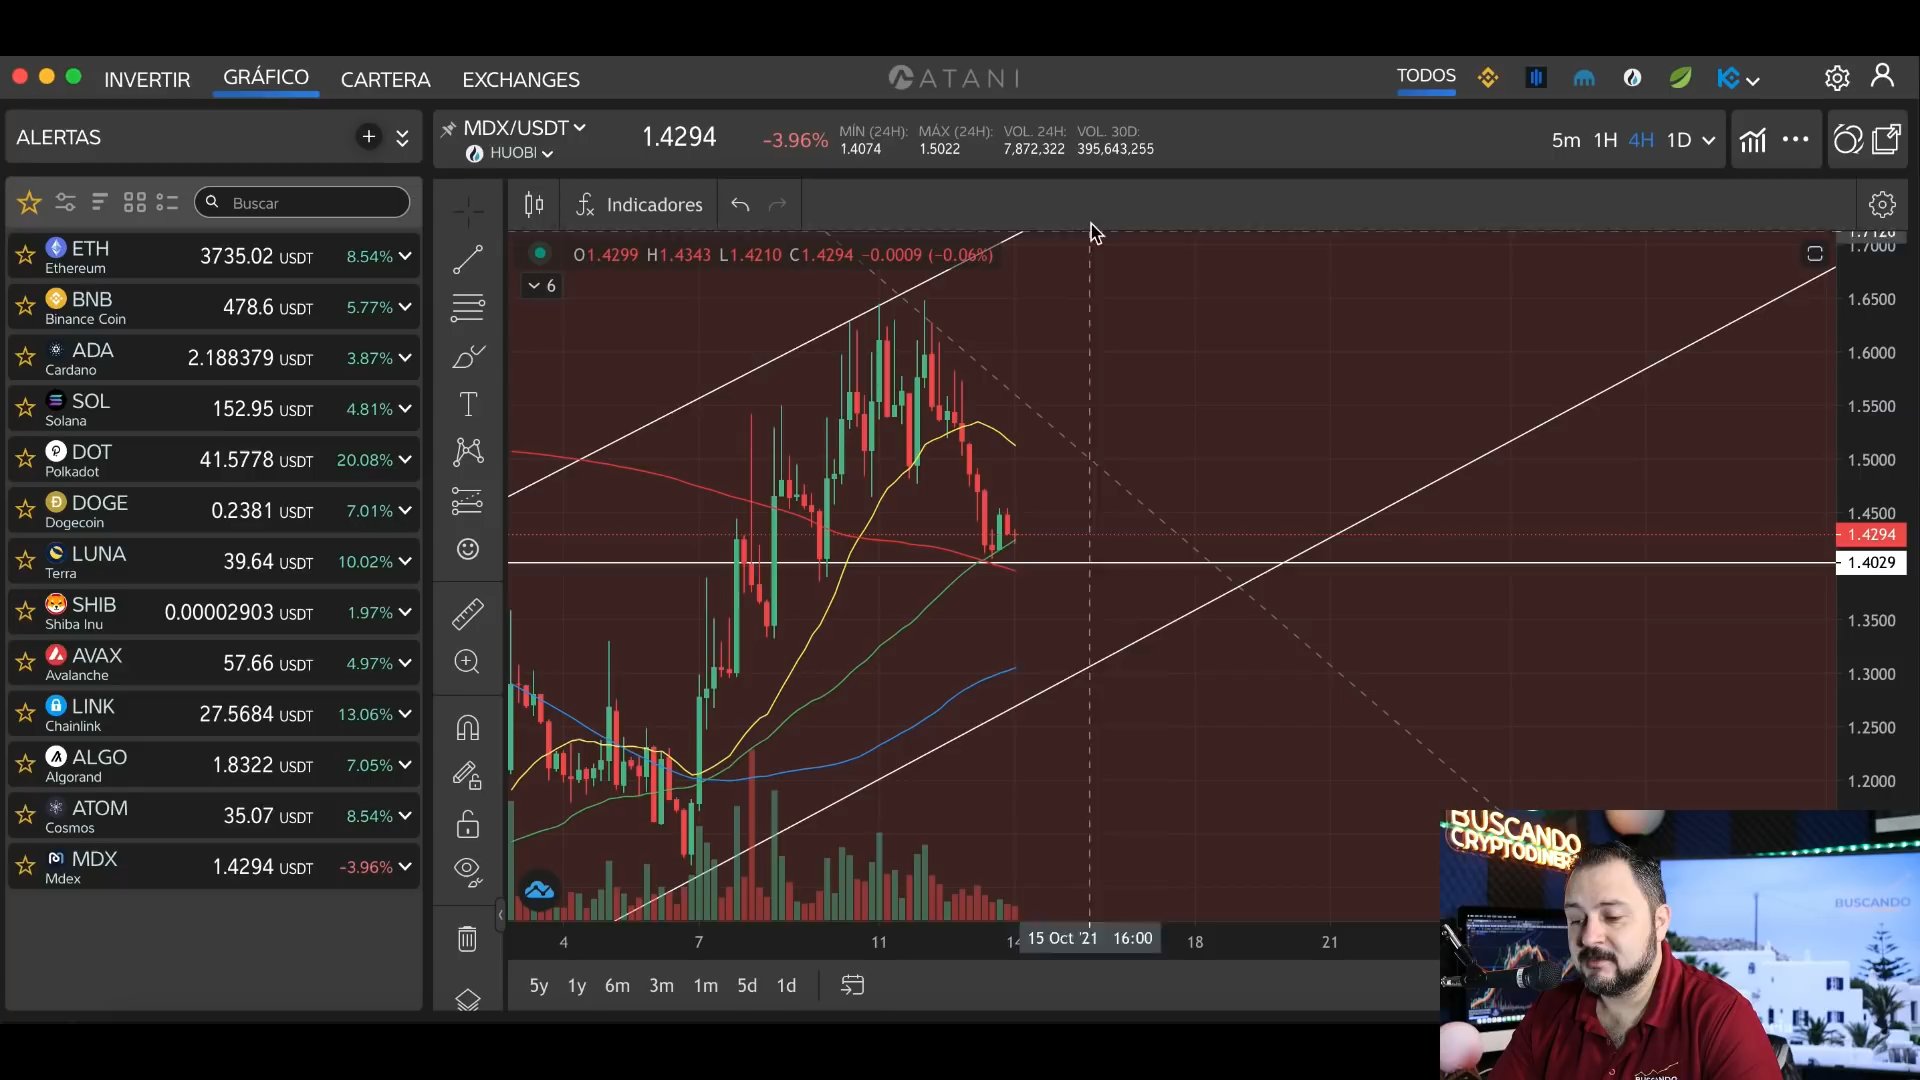 INVERTIR GRÁFICO CARTERA EXCHANGES ATANI TODOS
ALERTAS
MDX/USDT
HUOBI
1.4294
-3.96%
MÍN (24H): MÁX (24H): VOL. 24H: VOL. 30D:
1.4074 1.5022 7,872,322 395,643,255
5m 1H 4H 1D
Buscar
Indicadores
O1.4299 H1.4343 L1.4210 C1.4294 −0.0009 (−0.06%)
6
ETH 3735.02 USDT 8.54%
Ethereum
BNB 478.6 USDT 5.77%
Binance Coin
ADA 2.188379 USDT 3.87%
Cardano
SOL 152.95 USDT 4.81%
Solana
DOT 41.5778 USDT 20.08%
Polkadot
DOGE 0.2381 USDT 7.01%
Dogecoin
LUNA 39.64 USDT 10.02%
Terra
SHIB 0.00002903 USDT 1.97%
Shiba Inu
AVAX 57.66 USDT 4.97%
Avalanche
LINK 27.5684 USDT 13.06%
Chainlink
ALGO 1.8322 USDT 7.05%
Algorand
ATOM 35.07 USDT 8.54%
Cosmos
MDX 1.4294 USDT -3.96%
Mdex
1.7000
1.6500
1.6000
1.5500
1.5000
1.4500
1.4294
1.4029
1.3500
1.3000
1.2500
1.2000
4 7 11 14 15 Oct '21 16:00 18 21
5y 1y 6m 3m 1m 5d 1d
BUSCANDO
CRYPTODINER
BUSCANDO
BUSCANDO